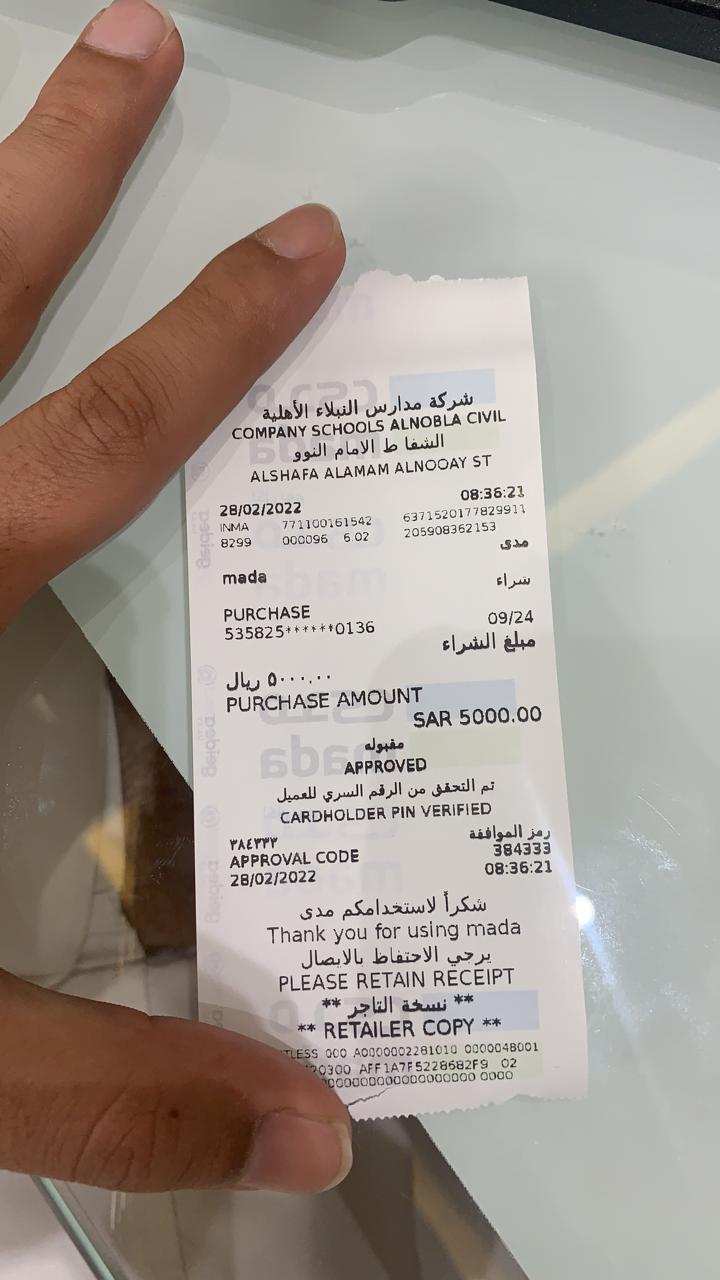 شركة مدارس النبلاء الأهلية
COMPANY SCHOOLS ALNOBLA CIVIL
الشفا ط الامام النوو
ALSHAFA ALAMAM ALNOOAY ST
28/02/2022 08:36:21
INMA 771100161542 6371520177829911
8299 000096 6.02 205908362153
مدى
mada شراء
PURCHASE 09/24
535825******0136
مبلغ الشراء
٥٠٠٠.٠٠ ريال
PURCHASE AMOUNT
SAR 5000.00
مقبوله
APPROVED
تم التحقق من الرقم السري للعميل
CARDHOLDER PIN VERIFIED
٣٨٤٣٣٣ رمز الموافقة
APPROVAL CODE 384333
28/02/2022 08:36:21
شكراً لاستخدامكم مدى
Thank you for using mada
يرجي الاحتفاظ بالايصال
PLEASE RETAIN RECEIPT
** نسخة التاجر **
** RETAILER COPY **
TLESS 000 A0000002281010 0000048001
20300 AFF1A7F5228682F9 02